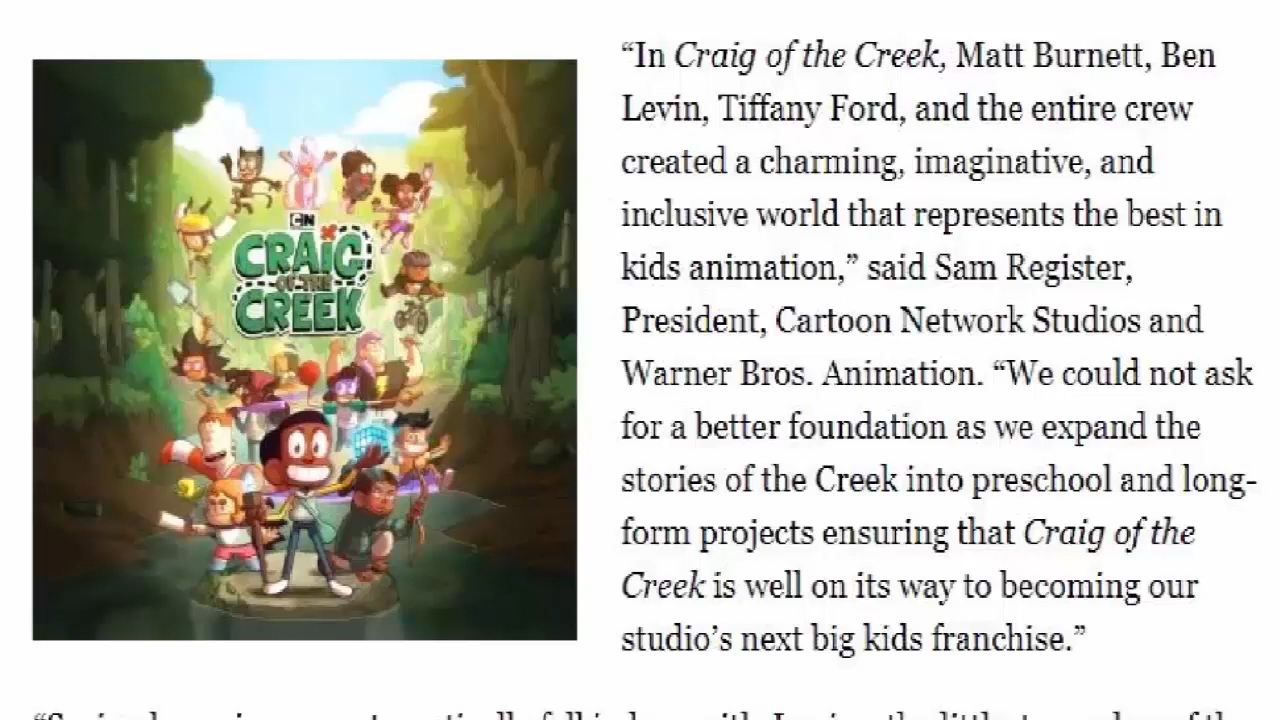 CN
CRAIG
OF THE
CREEK
“In Craig of the Creek, Matt Burnett, Ben
Levin, Tiffany Ford, and the entire crew
created a charming, imaginative, and
inclusive world that represents the best in
kids animation,” said Sam Register,
President, Cartoon Network Studios and
Warner Bros. Animation. “We could not ask
for a better foundation as we expand the
stories of the Creek into preschool and long-
form projects ensuring that Craig of the
Creek is well on its way to becoming our
studio’s next big kids franchise.”